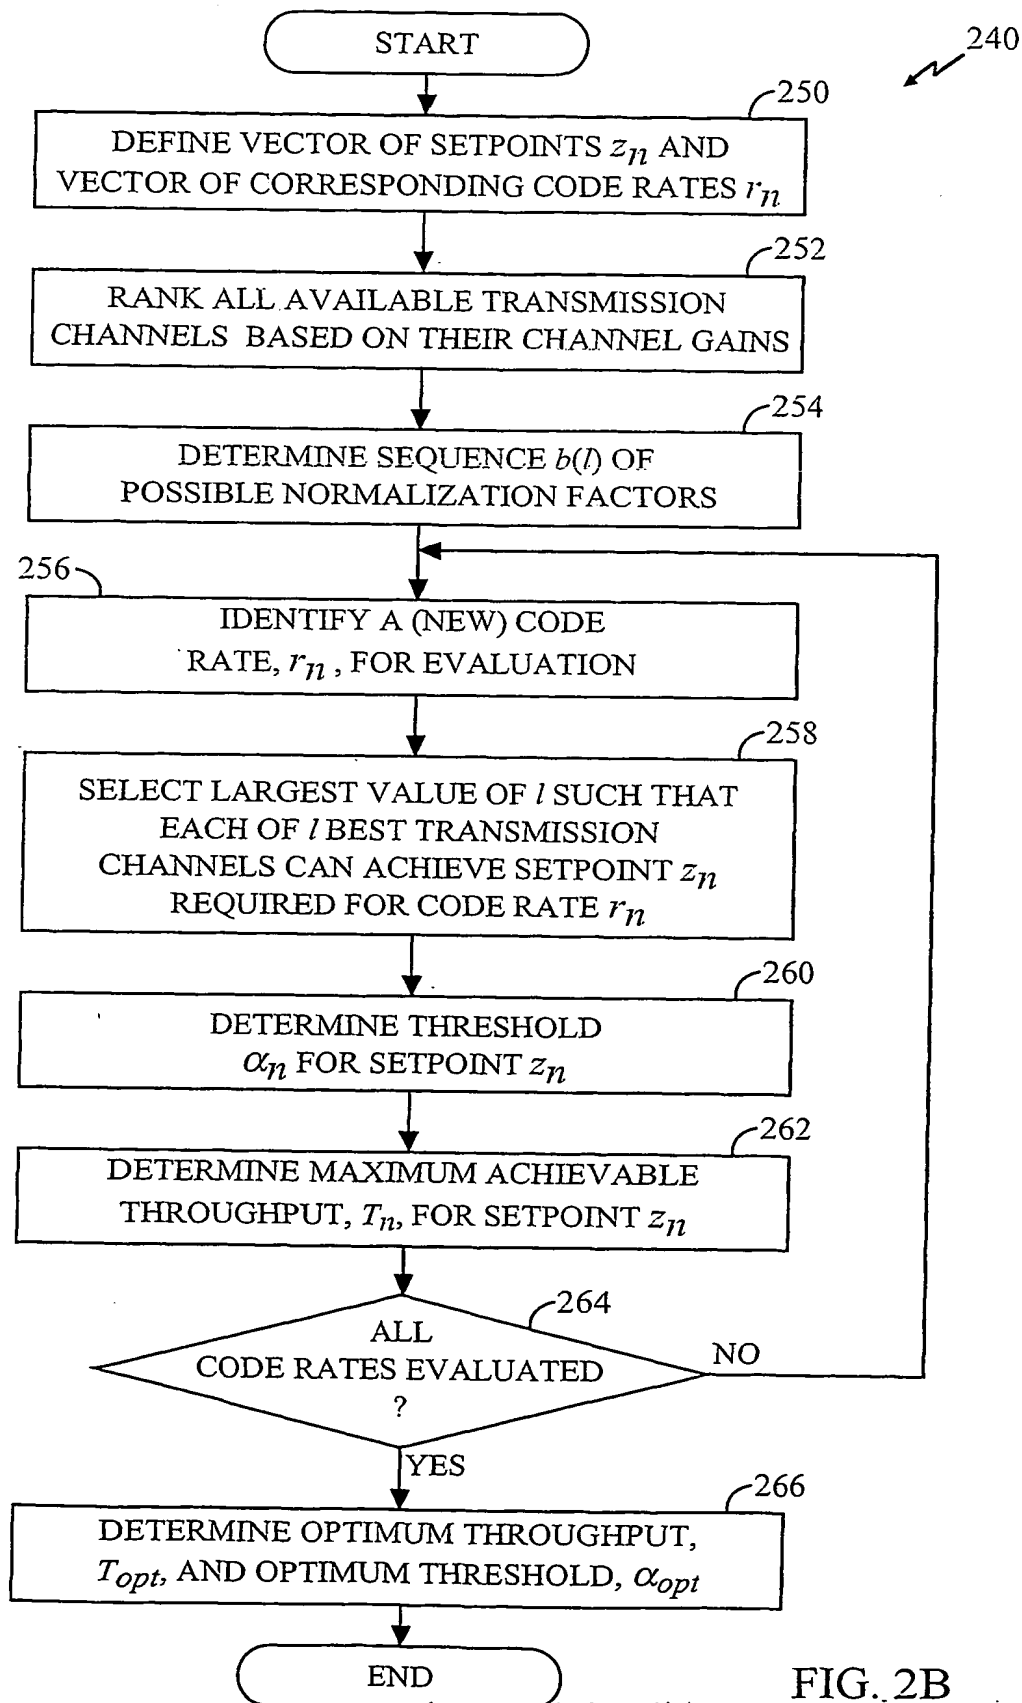 START
240
250
DEFINE VECTOR OF SETPOINTS zn AND
VECTOR OF CORRESPONDING CODE RATES rn
252
RANK ALL AVAILABLE TRANSMISSION
CHANNELS BASED ON THEIR CHANNEL GAINS
254
DETERMINE SEQUENCE b(l) OF
POSSIBLE NORMALIZATION FACTORS
256
IDENTIFY A (NEW) CODE
RATE, rn, FOR EVALUATION
258
SELECT LARGEST VALUE OF l SUCH THAT
EACH OF l BEST TRANSMISSION
CHANNELS CAN ACHIEVE SETPOINT zn
REQUIRED FOR CODE RATE rn
260
DETERMINE THRESHOLD
αn FOR SETPOINT zn
262
DETERMINE MAXIMUM ACHIEVABLE
THROUGHPUT, Tn, FOR SETPOINT zn
264
ALL
CODE RATES EVALUATED
?
NO
YES
266
DETERMINE OPTIMUM THROUGHPUT,
Topt, AND OPTIMUM THRESHOLD, αopt
END
FIG. 2B